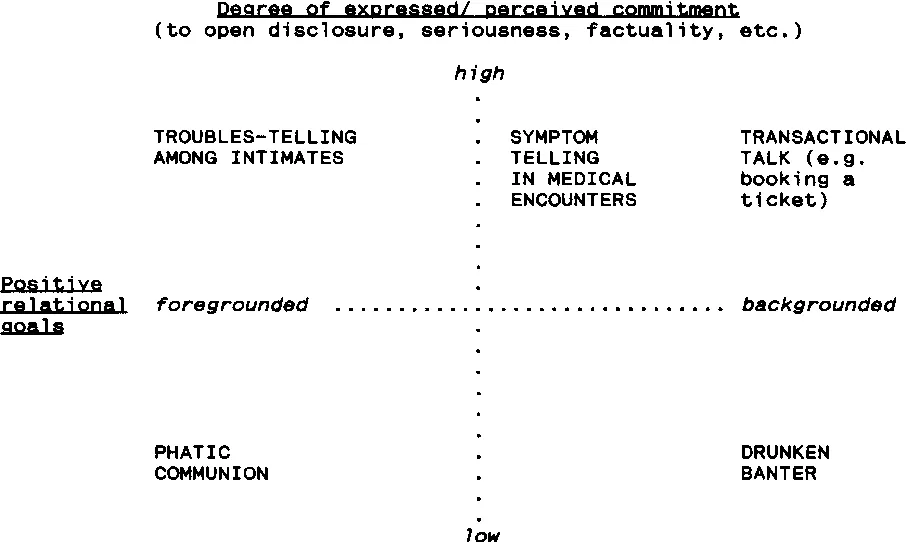 Degree of expressed/ perceived commitment
(to open disclosure, seriousness, factuality, etc.)
high
TROUBLES-TELLING
AMONG INTIMATES
SYMPTOM
TELLING
IN MEDICAL
ENCOUNTERS
TRANSACTIONAL
TALK (e.g.
booking a
ticket)
Positive
relational
goals
foregrounded
backgrounded
PHATIC
COMMUNION
DRUNKEN
BANTER
low